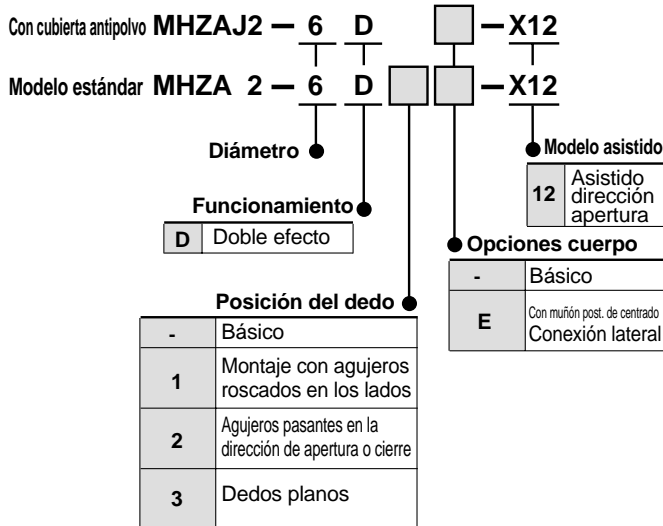 Con cubierta antipolvo MHZAJ2 — 6 D — X12
Modelo estándar MHZA 2 — 6 D — X12
Diámetro
Modelo asistido
12 Asistido
dirección
apertura
Funcionamiento
D Doble efecto
Opciones cuerpo
- Básico
E Con muñón post. de centrado
Conexión lateral
Posición del dedo
- Básico
1 Montaje con agujeros
roscados en los lados
2 Agujeros pasantes en la
dirección de apertura o cierre
3 Dedos planos